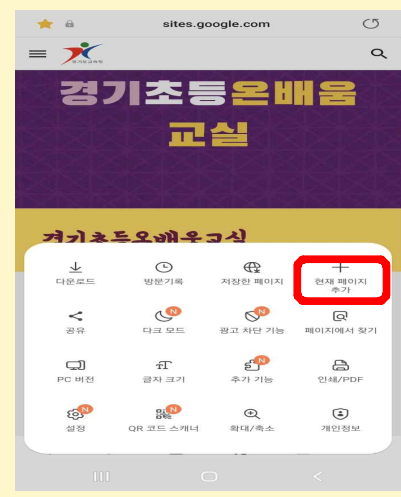 sites.google.com
경기초등온배움
교실
경기초등온배움교실
다운로드
방문기록
저장한 페이지
현재 페이지
추가
공유
N
다크 모드
N
광고 차단 기능
페이지에서 찾기
PC 버전
글자 크기
N
추가 기능
인쇄/PDF
N
설정
N
QR 코드 스캐너
확대/축소
개인정보